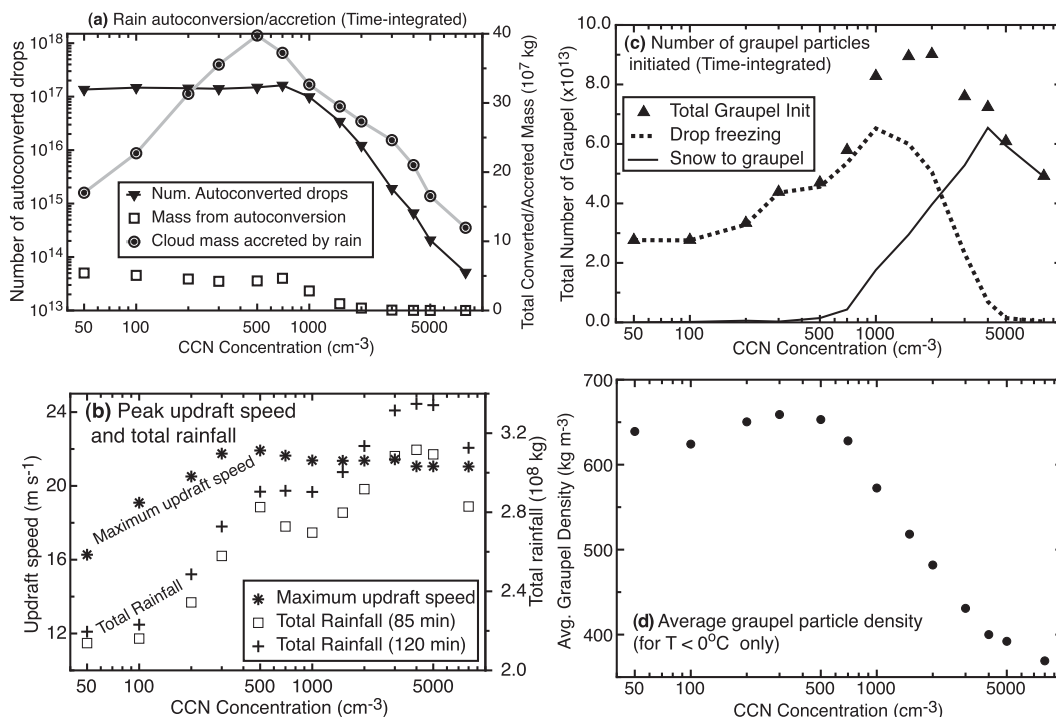 (a) Rain autoconversion/accretion (Time-integrated)
10^18
10^17
10^16
10^15
10^14
10^13
Number of autoconverted drops
40
30
20
10
0
Total Converted/Accreted Mass (10^7 kg)
Num. Autoconverted drops
Mass from autoconversion
Cloud mass accreted by rain
50 100 500 1000 5000
CCN Concentration (cm^-3)
(c) Number of graupel particles
initiated (Time-integrated)
10.0
8.0
6.0
4.0
2.0
0.0
Total Number of Graupel (x10^13)
Total Graupel Init
Drop freezing
Snow to graupel
50 100 500 1000 5000
CCN Concentration (cm^-3)
(b) Peak updraft speed
and total rainfall
24
20
16
12
Updraft speed (m s^-1)
3.2
2.8
2.4
2.0
Total rainfall (10^8 kg)
Maximum updraft speed
Total Rainfall
Maximum updraft speed
Total Rainfall (85 min)
Total Rainfall (120 min)
50 100 500 1000 5000
CCN Concentration (cm^-3)
700
600
500
400
Avg. Graupel Density (kg m^-3)
(d) Average graupel particle density
(for T < 0°C only)
50 100 500 1000 5000
CCN Concentration (cm^-3)